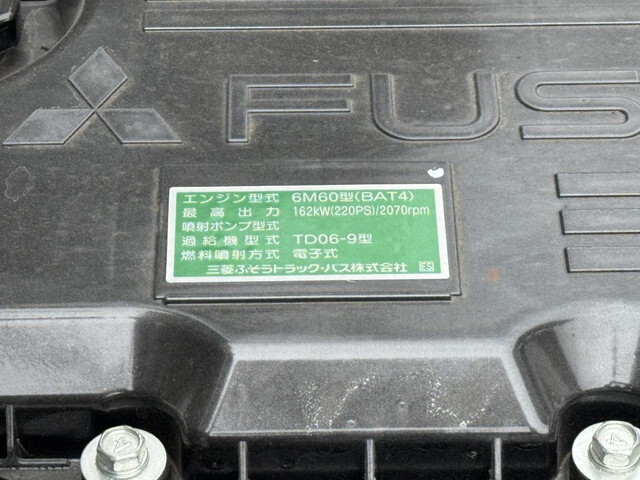 FUS
エンジン型式 6M60型(BAT4)
最高出力 162kW(220PS)/2070rpm
噴射ポンプ型式
過給機型式 TD06-9型
燃料噴射方式 電子式
三菱ふそうトラック・バス株式会社